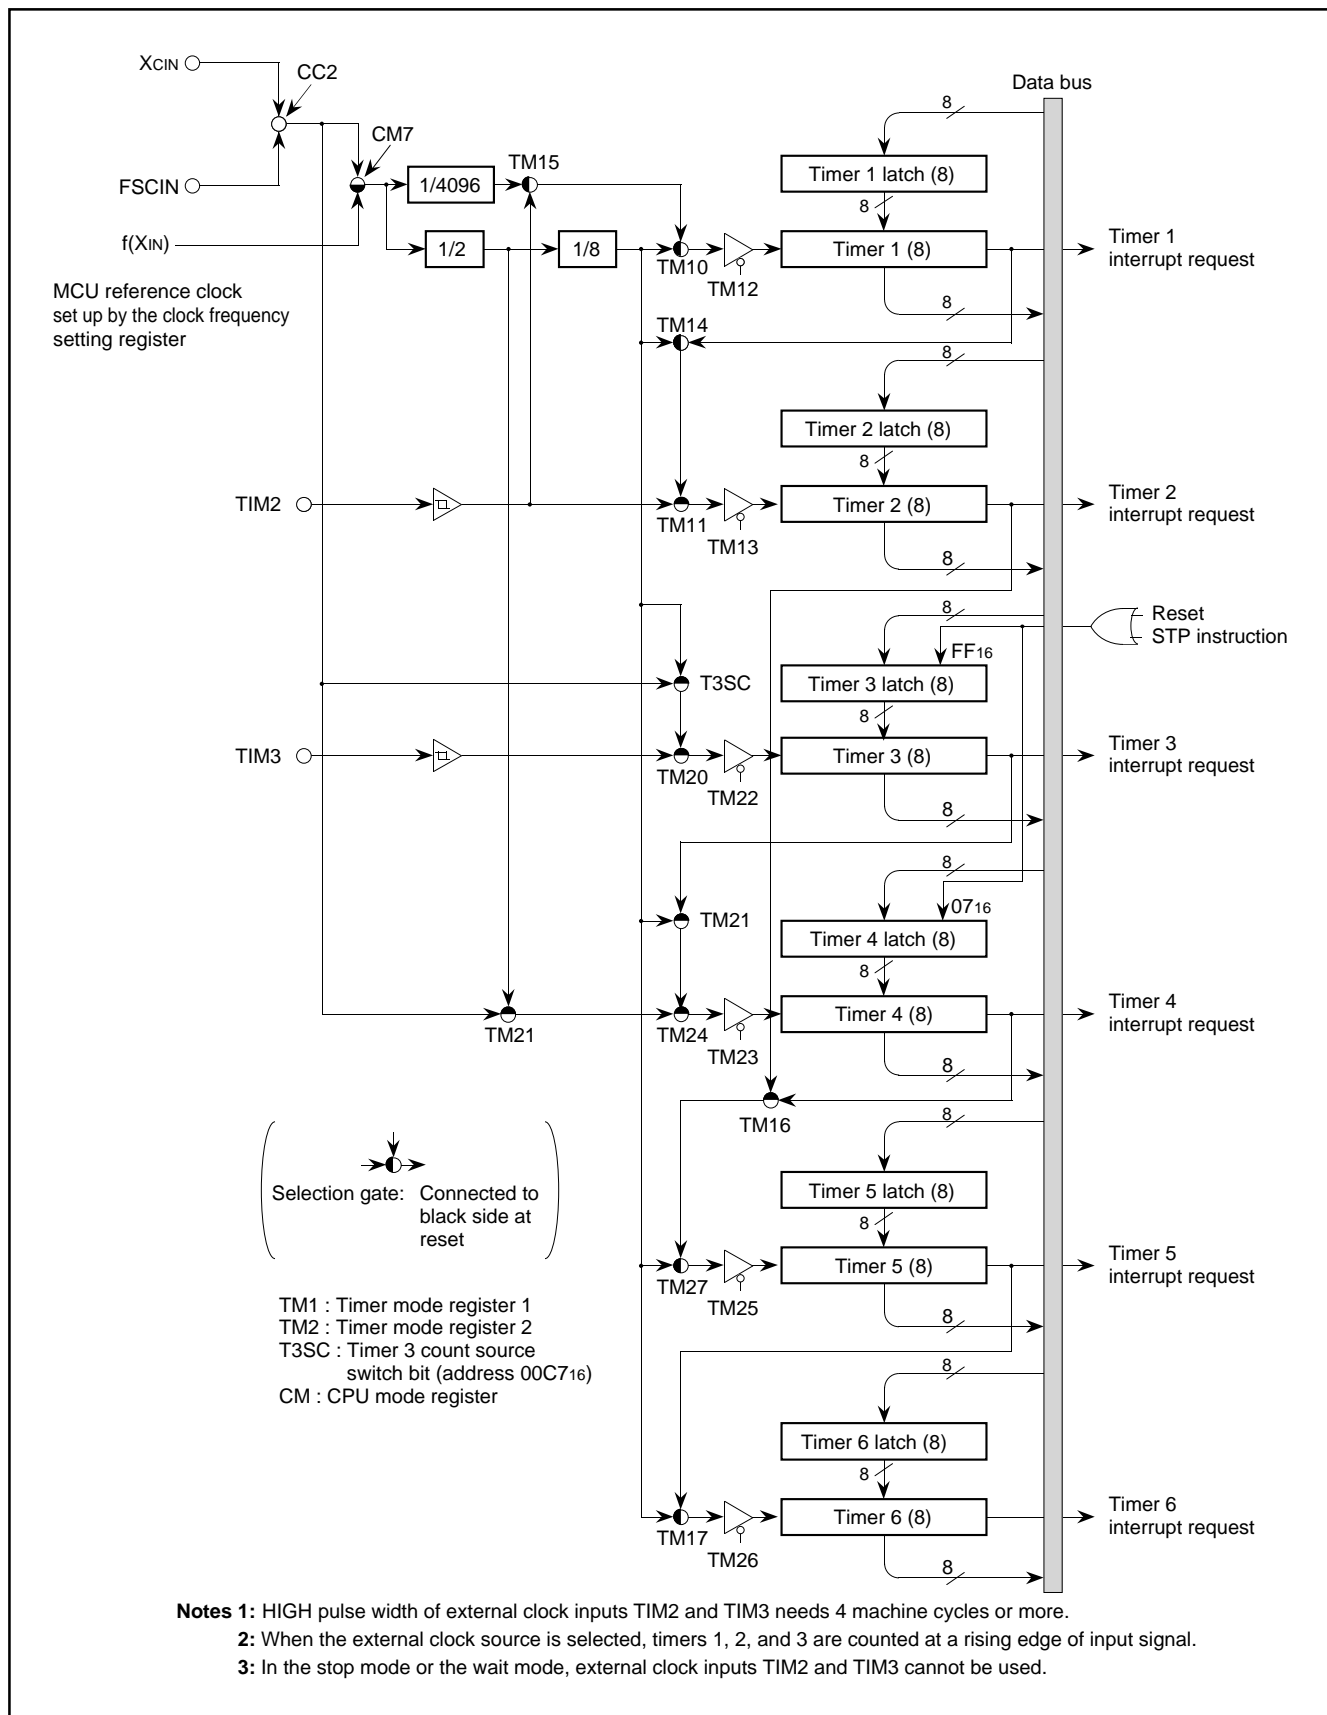 XCIN
CC2
Data bus
8
CM7
TM15
FSCIN
1/4096
Timer 1 latch (8)
8
f(XIN)
1/2
1/8
TM10
TM12
Timer 1 (8)
Timer 1
interrupt request
MCU reference clock
set up by the clock frequency
setting register
8
TM14
8
Timer 2 latch (8)
8
TIM2
TM11
TM13
Timer 2 (8)
Timer 2
interrupt request
8
8
Reset
STP instruction
FF16
T3SC
Timer 3 latch (8)
8
TIM3
TM20
TM22
Timer 3 (8)
Timer 3
interrupt request
8
8
0716
TM21
Timer 4 latch (8)
8
TM21
TM24
TM23
Timer 4 (8)
Timer 4
interrupt request
8
TM16
8
Selection gate: Connected to
black side at
reset
Timer 5 latch (8)
8
TM27
TM25
Timer 5 (8)
Timer 5
interrupt request
8
TM1 : Timer mode register 1
TM2 : Timer mode register 2
T3SC : Timer 3 count source
switch bit (address 00C716)
CM : CPU mode register
8
Timer 6 latch (8)
8
TM17
TM26
Timer 6 (8)
Timer 6
interrupt request
8
Notes 1: HIGH pulse width of external clock inputs TIM2 and TIM3 needs 4 machine cycles or more.
2: When the external clock source is selected, timers 1, 2, and 3 are counted at a rising edge of input signal.
3: In the stop mode or the wait mode, external clock inputs TIM2 and TIM3 cannot be used.